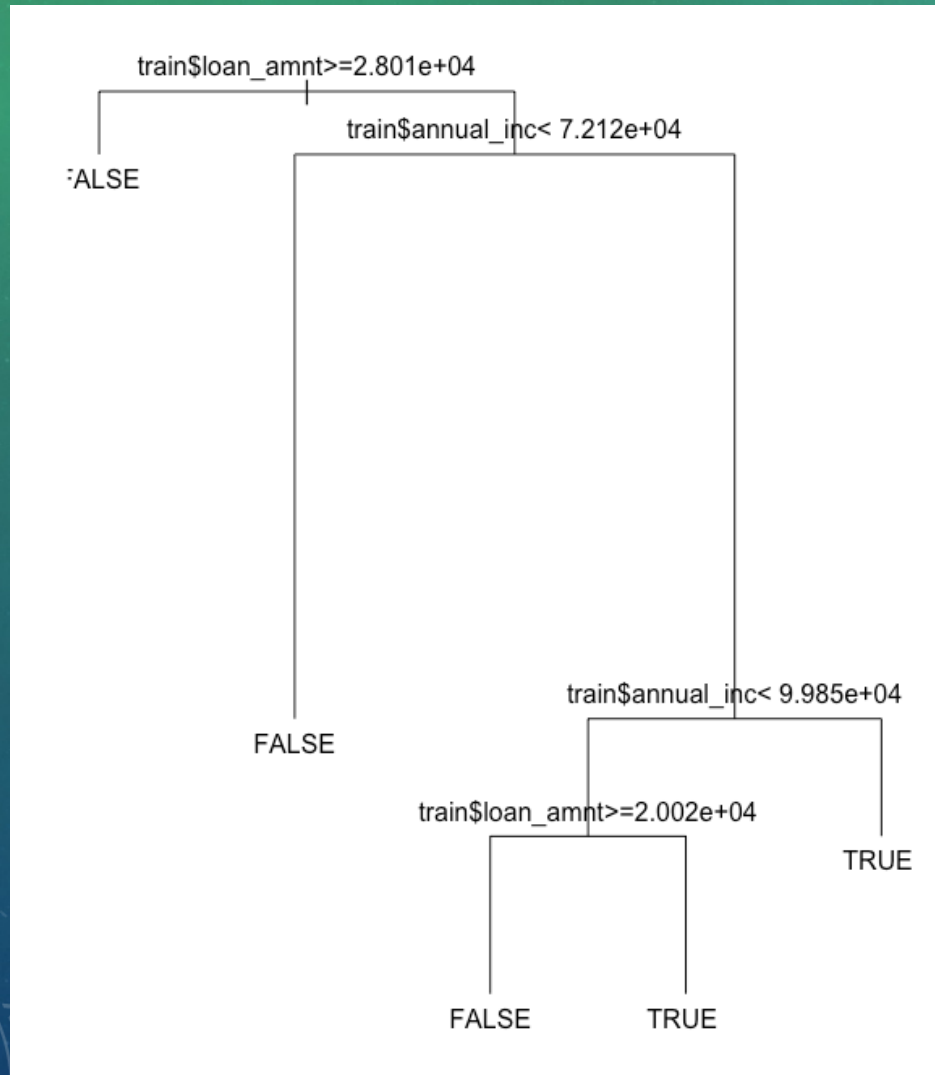 train$loan_amnt>=2.801e+04
train$annual_inc< 7.212e+04
FALSE
train$annual_inc< 9.985e+04
FALSE
train$loan_amnt>=2.002e+04
TRUE
FALSE
TRUE